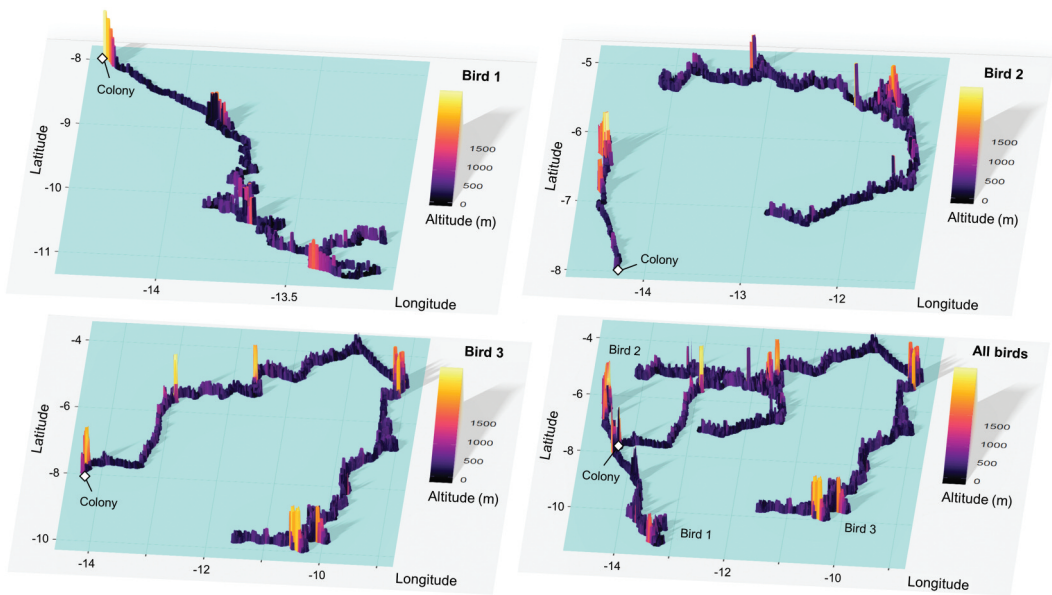 Bird 1
-8
Colony
-9
1500
1000
-10
500
0
Latitude
Altitude (m)
-11
-14
-13.5
Longitude
Bird 2
-5
-6
1500
1000
500
-7
0
Latitude
Altitude (m)
Colony
-8
-14
-13
-12
Longitude
Bird 3
-4
-6
1500
1000
500
0
Latitude
-8
Colony
Altitude (m)
-10
-14
-12
-10
Longitude
All birds
-4
Bird 2
-6
1500
1000
500
0
Latitude
-8
Colony
Altitude (m)
-10
Bird 1
Bird 3
-14
-12
-10
Longitude